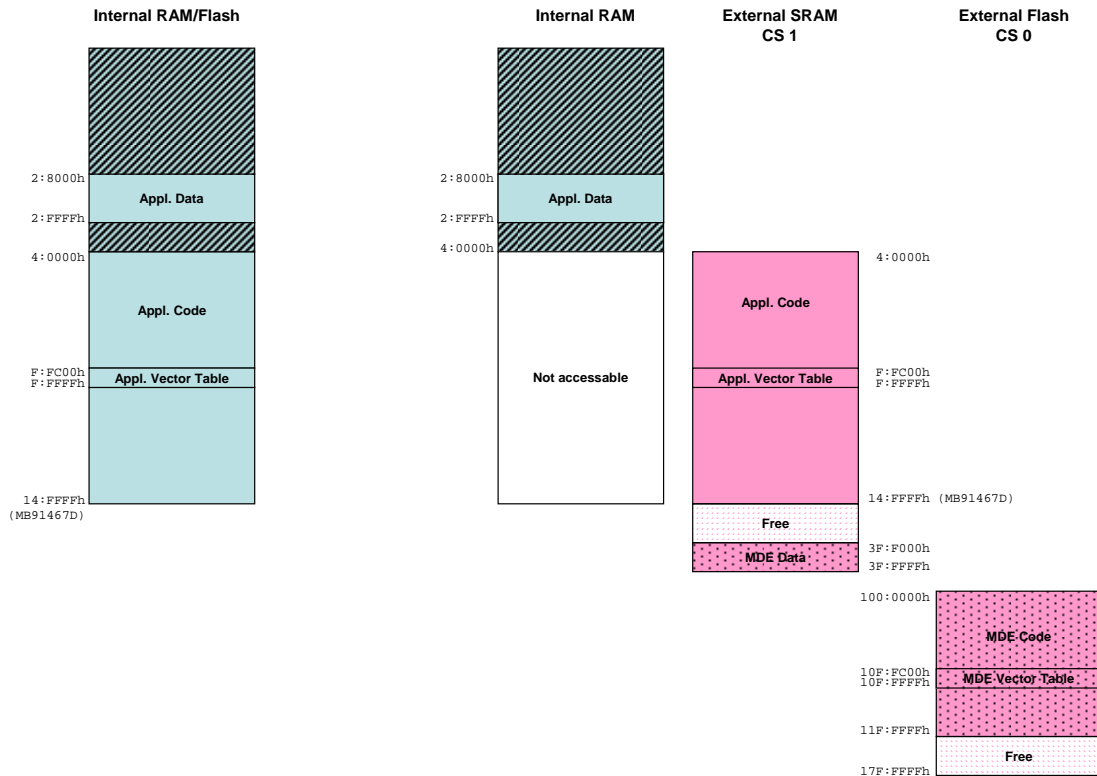 Internal RAM/Flash
2:8000h
Appl. Data
2:FFFFh
4:0000h
Appl. Code
F:FC00h
Appl. Vector Table
F:FFFFh
14:FFFFh
(MB91467D)
Internal RAM
2:8000h
Appl. Data
2:FFFFh
4:0000h
Not accessable
External SRAM
CS 1
4:0000h
Appl. Code
F:FC00h
Appl. Vector Table
F:FFFFh
14:FFFFh (MB91467D)
Free
3F:F000h
MDE Data
3F:FFFFh
External Flash
CS 0
100:0000h
MDE Code
10F:FC00h
MDE Vector Table
10F:FFFFh
11F:FFFFh
Free
17F:FFFFh